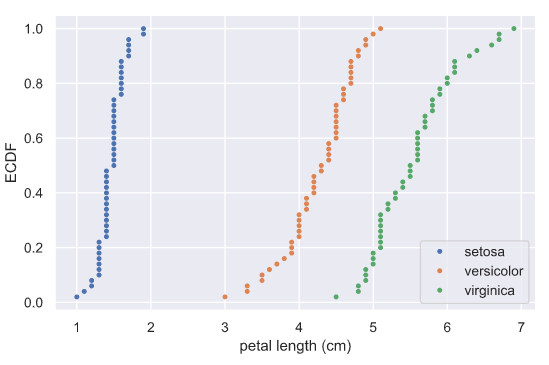 1.0
0.8
0.6
0.4
0.2
0.0
ECDF
setosa
versicolor
virginica
1 2 3 4 5 6 7
petal length (cm)